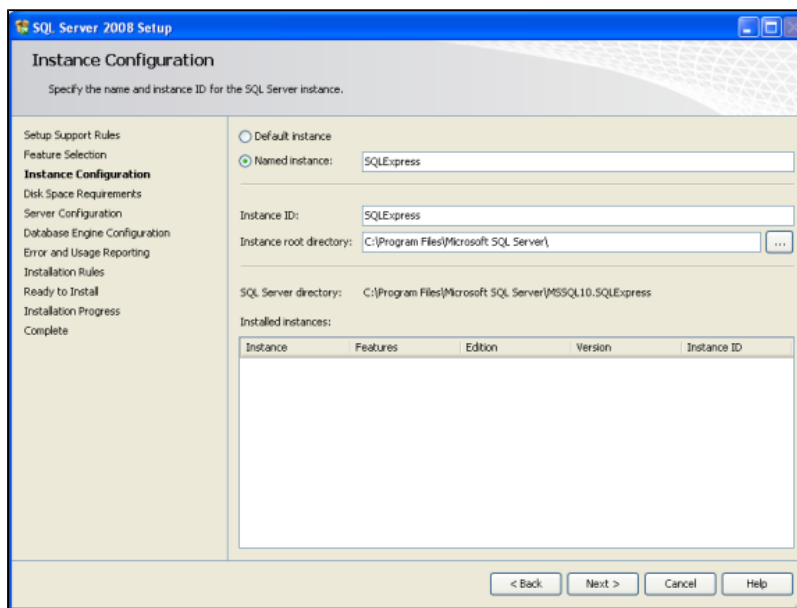 SQL Server 2008 Setup
Instance Configuration
Specify the name and instance ID for the SQL Server instance.
Setup Support Rules
Feature Selection
Instance Configuration
Disk Space Requirements
Server Configuration
Database Engine Configuration
Error and Usage Reporting
Installation Rules
Ready to Install
Installation Progress
Complete
Default instance
Named instance: SQLExpress
Instance ID: SQLExpress
Instance root directory: C:\Program Files\Microsoft SQL Server\ ...
SQL Server directory: C:\Program Files\Microsoft SQL Server\MSSQL10.SQLExpress
Installed instances:
Instance Features Edition Version Instance ID
< Back Next > Cancel Help